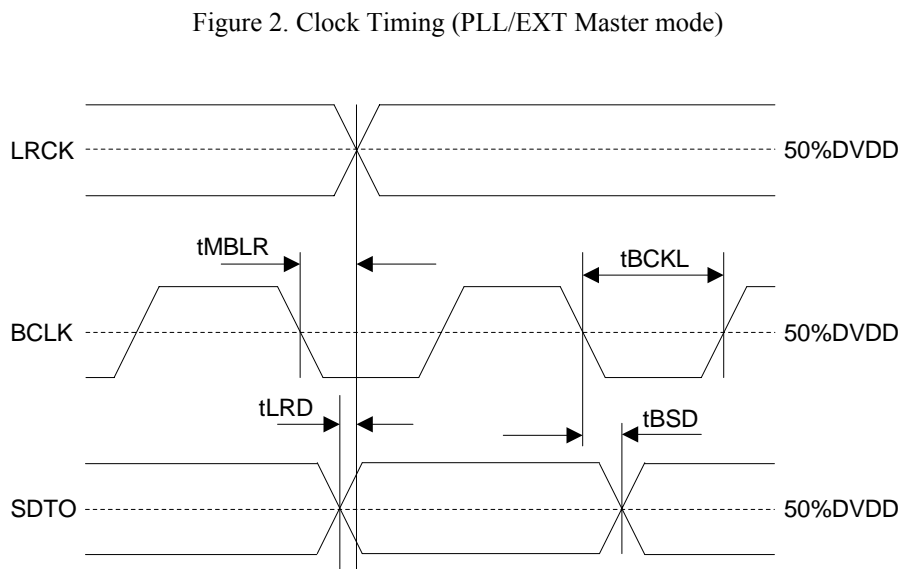 Figure 2. Clock Timing (PLL/EXT Master mode)
LRCK 50%DVDD
tMBLR tBCKL
BCLK 50%DVDD
tLRD tBSD
SDTO 50%DVDD